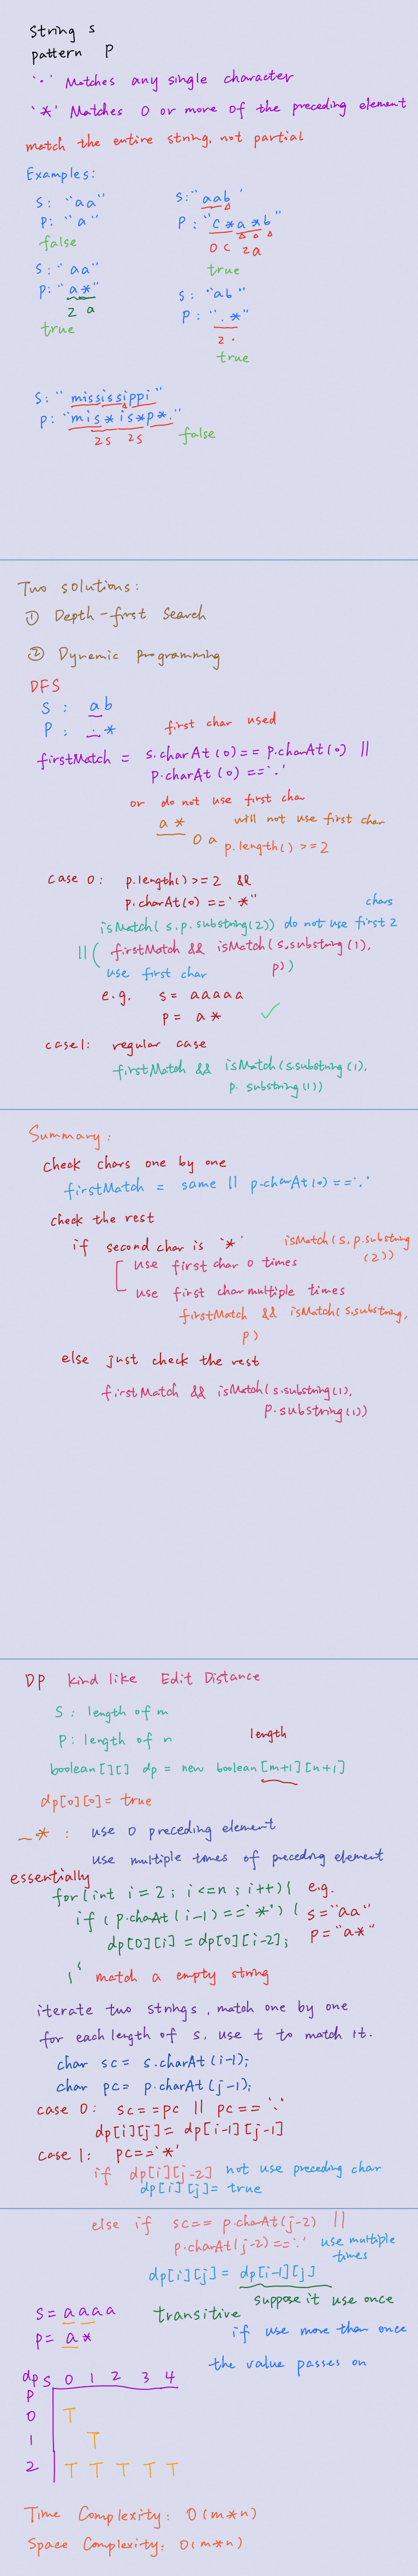 String s
pattern p
'.' Matches any single character
'*' Matches 0 or more of the preceding element
match the entire string, not partial
Examples:
s: "aa"
p: "a"
false
s: "aa"
p: "a*"
2 a
true
s: "aab"
p: "c*a*b"
0 c 2a
true
s: "ab"
p: ".*"
2 .
true
s: "mississippi"
p: "mis*is*p*."
2s 2s
false
Two solutions:
① Depth-first Search
② Dynamic programming
DFS
S: ab
P: .*
first char used
firstMatch = s.charAt(0)==p.charAt(0) ||
p.charAt(0)=='.'
or do not use first char
a* will not use first char
0 a p.length()>=2
case 0: p.length()>=2 &&
p.charAt(0)=='*"
isMatch(s,p.substring(2)) do not use first 2
chars
||( firstMatch && isMatch(s.substring(1),
p))
use first char
e.g. s= aaaaa
p= a* ✓
case1: regular case
firstMatch && isMatch(s.substring(1),
p.substring(1))
Summary:
check chars one by one
firstMatch = same || p.charAt(0)=='.'
check the rest
if second char is '*'
isMatch(s,p.substring
(2))
use first char 0 times
use first char multiple times
firstMatch && isMatch(s.substring,
p)
else just check the rest
firstMatch && isMatch(s.substring(1),
p.substring(1))
DP kind like Edit Distance
S: length of m
P: length of n
length
boolean[][] dp = new boolean[m+1][n+1]
dp[0][0]= true
_*: use 0 preceding element
use multiple times of preceding element
essentially
for(int i=2; i<=n; i++){
if(p.charAt(i-1)=='*'){
dp[0][i]=dp[0][i-2];
e.g.
s="aa"
p="a*"
match a empty string
iterate two strings, match one by one
for each length of s, use t to match it.
char sc= s.charAt(i-1);
char pc= p.charAt(j-1);
case 0: sc==pc || pc=='.'
dp[i][j]=dp[i-1][j-1]
case 1: pc=='*'
if dp[i][j-2] not use preceding char
dp[i][j]= true
else if sc== p.charAt(j-2) ||
p.charAt(j-2)=='.' use multiple
times
dp[i][j]= dp[i-1][j]
suppose it use once
s= aaaa transitive
if use more than once
p= a*
the value passes on
dp s 0 1 2 3 4
p
0 T
1 T
2 T T T T T
Time Complexity: O(m*n)
Space Complexity: O(m*n)